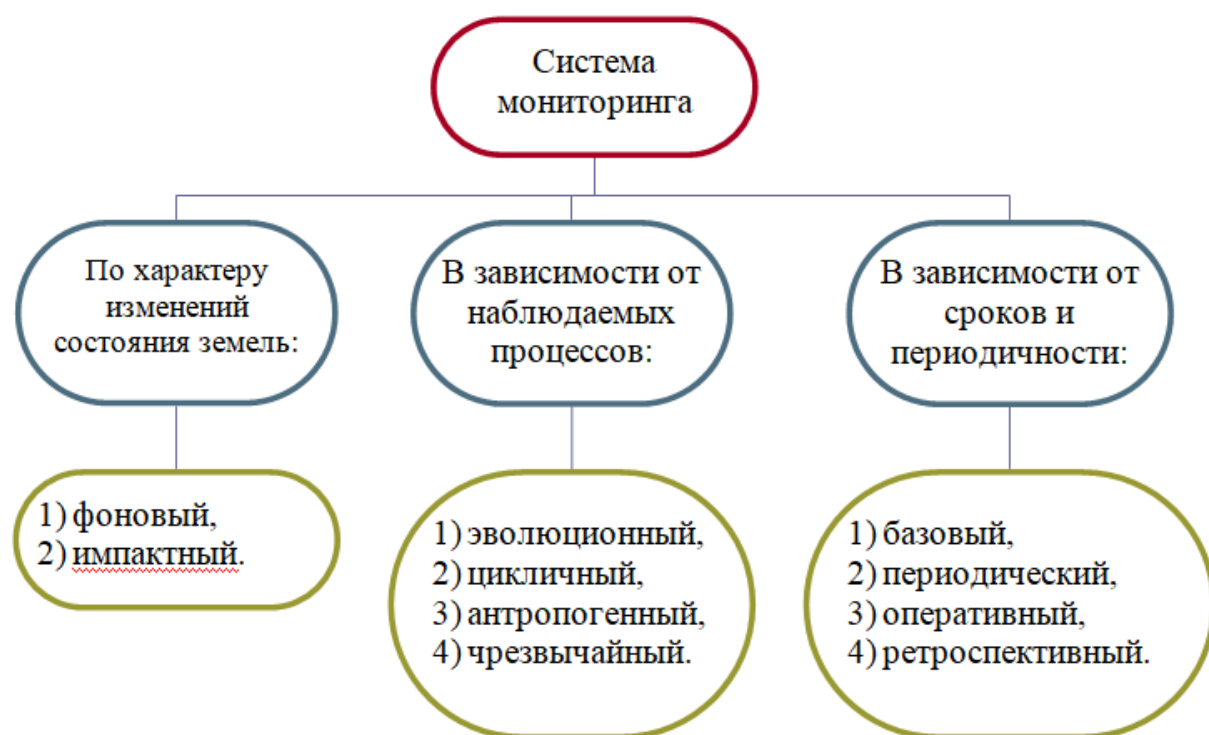 Система
мониторинга
По характеру
изменений
состояния земель:
В зависимости от
наблюдаемых
процессов:
В зависимости от
сроков и
периодичности:
1) фоновый,
2) импактный.
1) эволюционный,
2) цикличный,
3) антропогенный,
4) чрезвычайный.
1) базовый,
2) периодический,
3) оперативный,
4) ретроспективный.